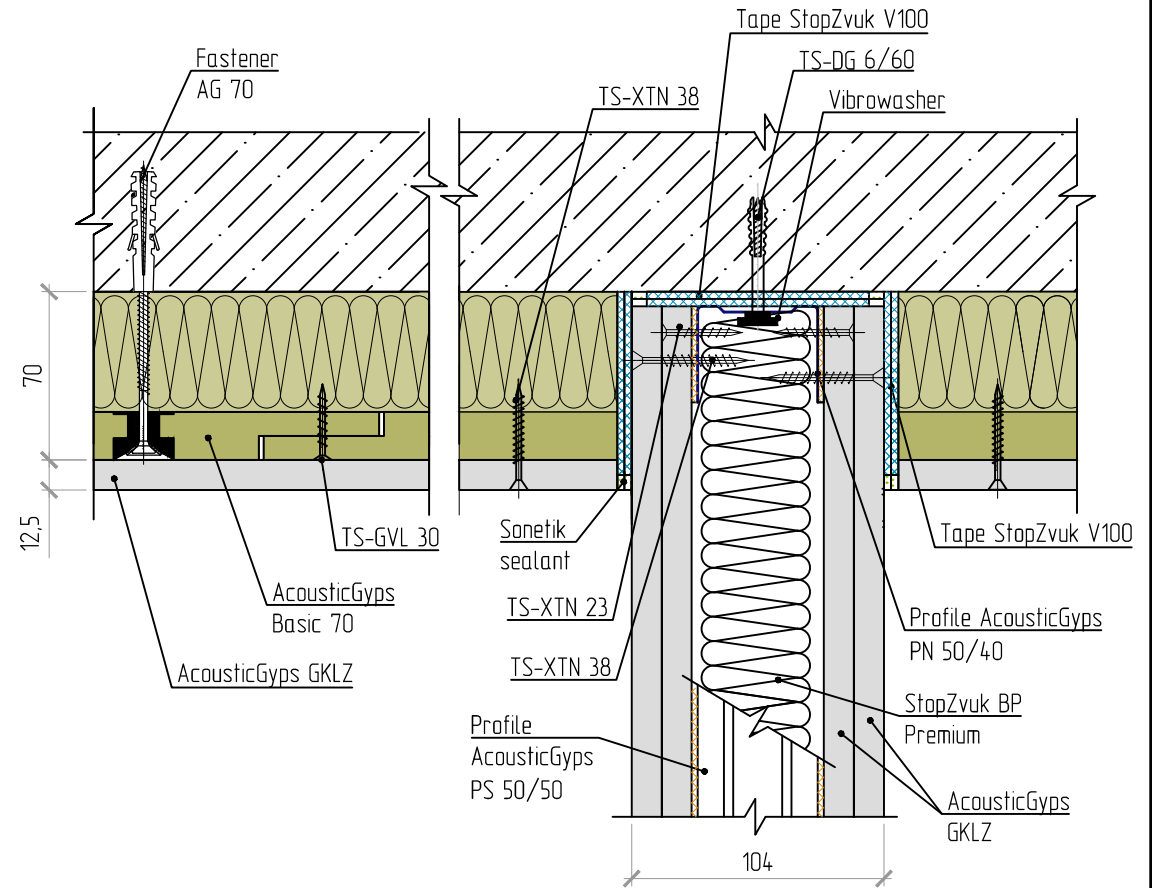 Tape StopZvuk V100
Fastener
AG 70
TS-DG 6/60
TS-XTN 38
Vibrowasher
70
12,5
TS-GVL 30
Sonetik
sealant
Tape StopZvuk V100
AcousticGyps
Basic 70
TS-XTN 23
Profile AcousticGyps
PN 50/40
AcousticGyps GKLZ
TS-XTN 38
StopZvuk BP
Premium
Profile
AcousticGyps
PS 50/50
AcousticGyps
GKLZ
104